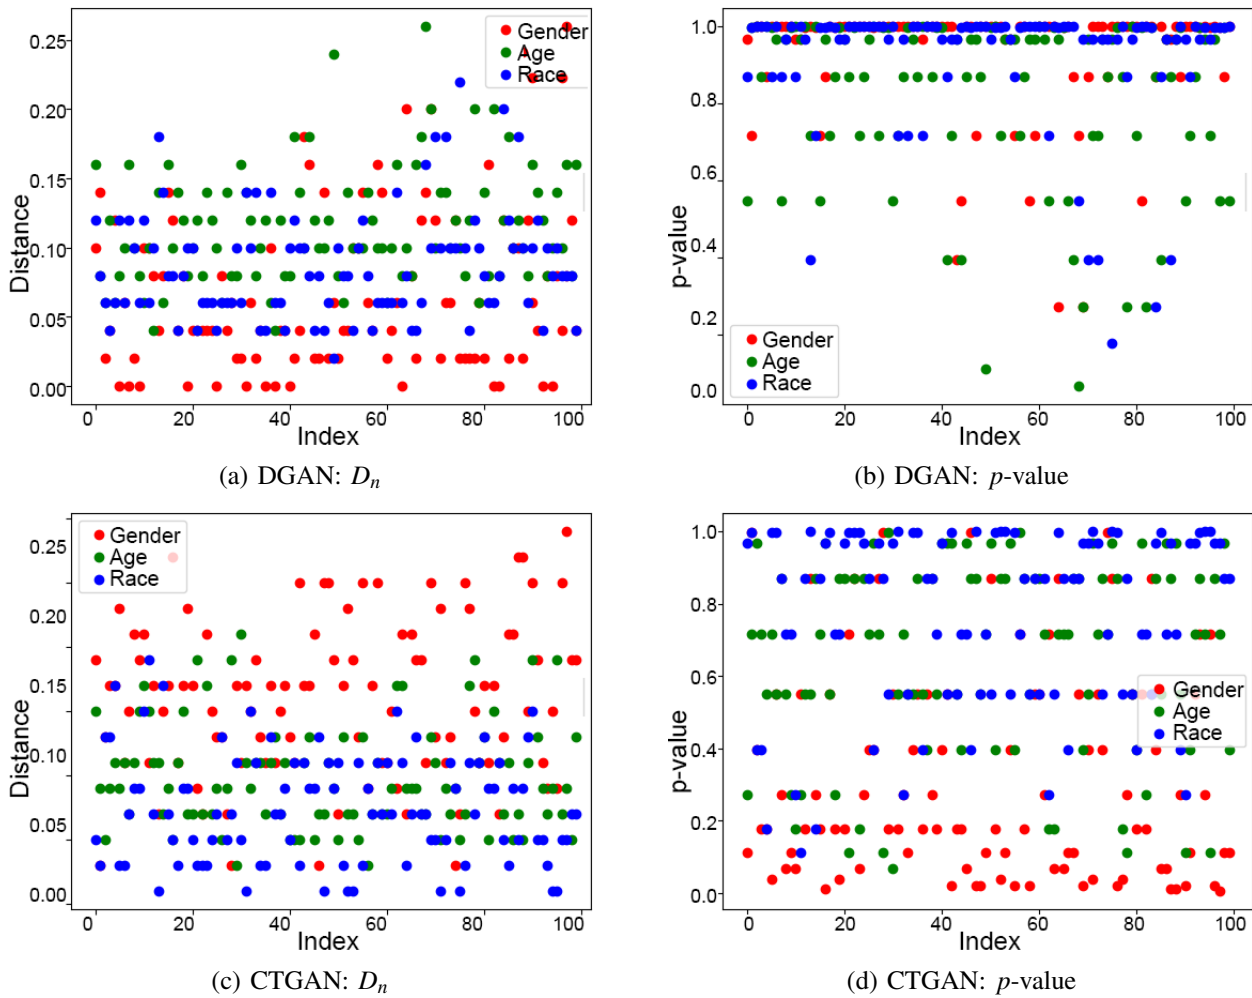 0.25
0.20
0.15
0.10
0.05
0.00
Distance
Gender
Age
Race
0 20 40 60 80 100
Index
(a) DGAN: Dn
1.0
0.8
0.6
0.4
0.2
0.0
p-value
Gender
Age
Race
0 20 40 60 80 100
Index
(b) DGAN: p-value
0.25
0.20
0.15
0.10
0.05
0.00
Distance
Gender
Age
Race
0 20 40 60 80 100
Index
(c) CTGAN: Dn
1.0
0.8
0.6
0.4
0.2
0.0
p-value
Gender
Age
Race
0 20 40 60 80 100
Index
(d) CTGAN: p-value